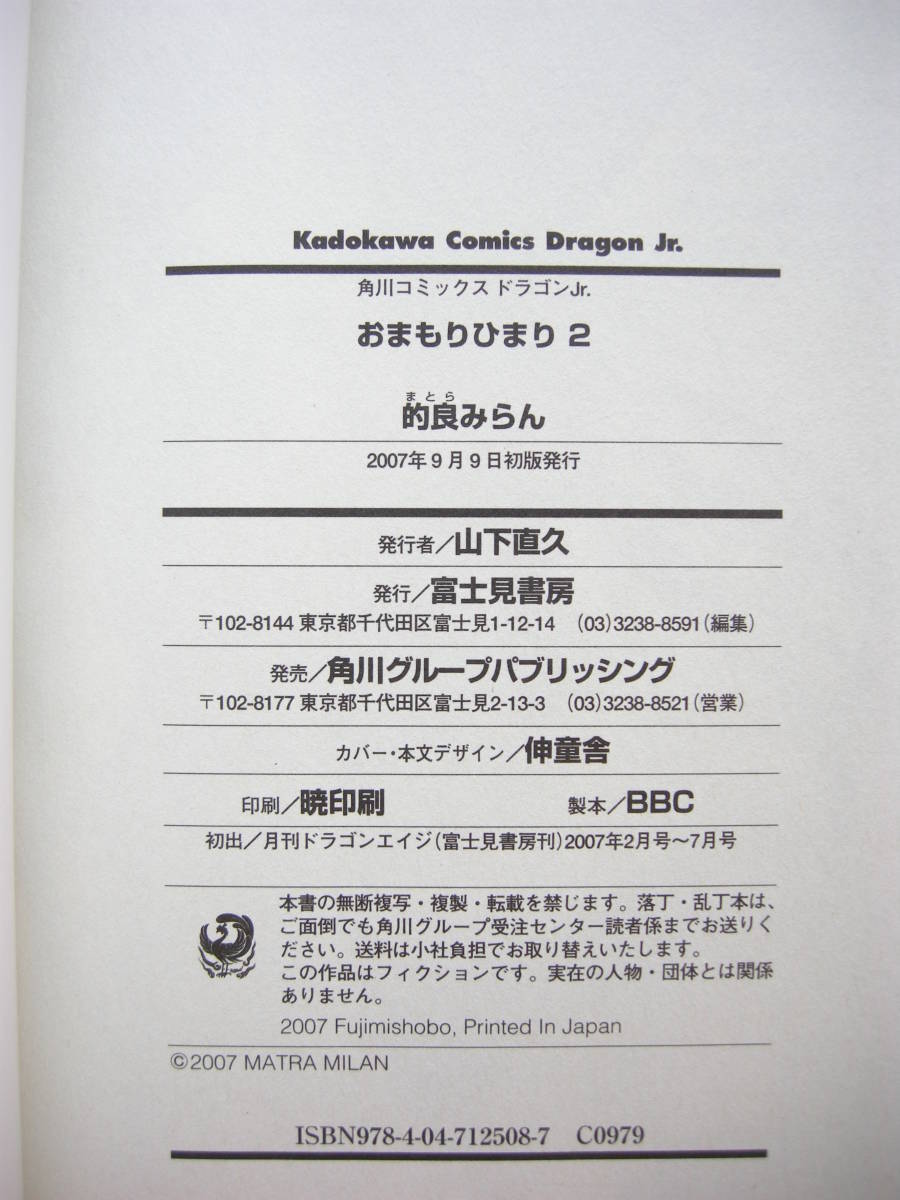 Kadokawa Comics Dragon Jr.
角川コミックス ドラゴンJr.
おまもりひまり 2
まとら
的良みらん
2007年9月9日初版発行
発行者／山下直久
発行／富士見書房
〒102-8144 東京都千代田区富士見1-12-14 (03)3238-8591(編集)
発売／角川グループパブリッシング
〒102-8177 東京都千代田区富士見2-13-3 (03)3238-8521(営業)
カバー・本文デザイン／伸童舎
印刷／暁印刷 製本／BBC
初出／月刊ドラゴンエイジ(富士見書房刊)2007年2月号〜7月号
本書の無断複写・複製・転載を禁じます。落丁・乱丁本は、
ご面倒でも角川グループ受注センター読者係までお送りく
ださい。送料は小社負担でお取り替えいたします。
この作品はフィクションです。実在の人物・団体とは関係
ありません。
2007 Fujimishobo, Printed In Japan
©2007 MATRA MILAN
ISBN978-4-04-712508-7 C0979